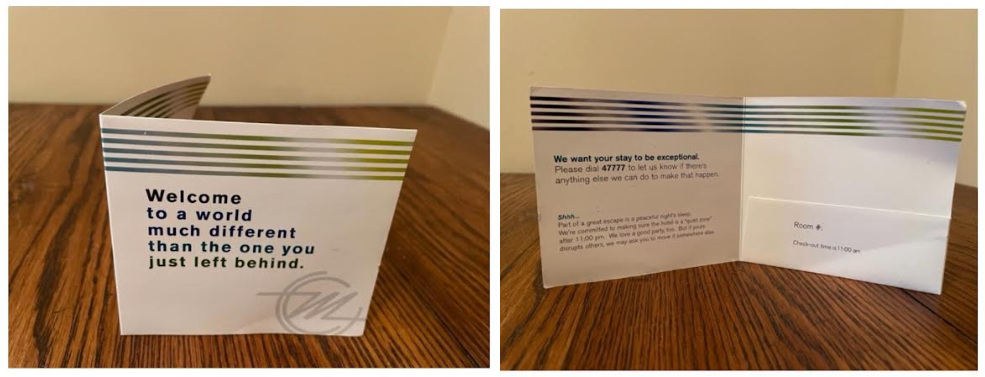 Welcome
to a world
much different
than the one you
just left behind.
We want your stay to be exceptional.
Please dial 47777 to let us know if there's
anything else we can do to make that happen.
Shhh...
Part of a great escape is a peaceful night's sleep.
We're committed to making sure the hotel is a "quiet zone"
after 11:00 pm. We love a good party, too. But if yours
disrupts others, we may ask you to move it somewhere else.
Room #:
Check-out time is 11:00 am.